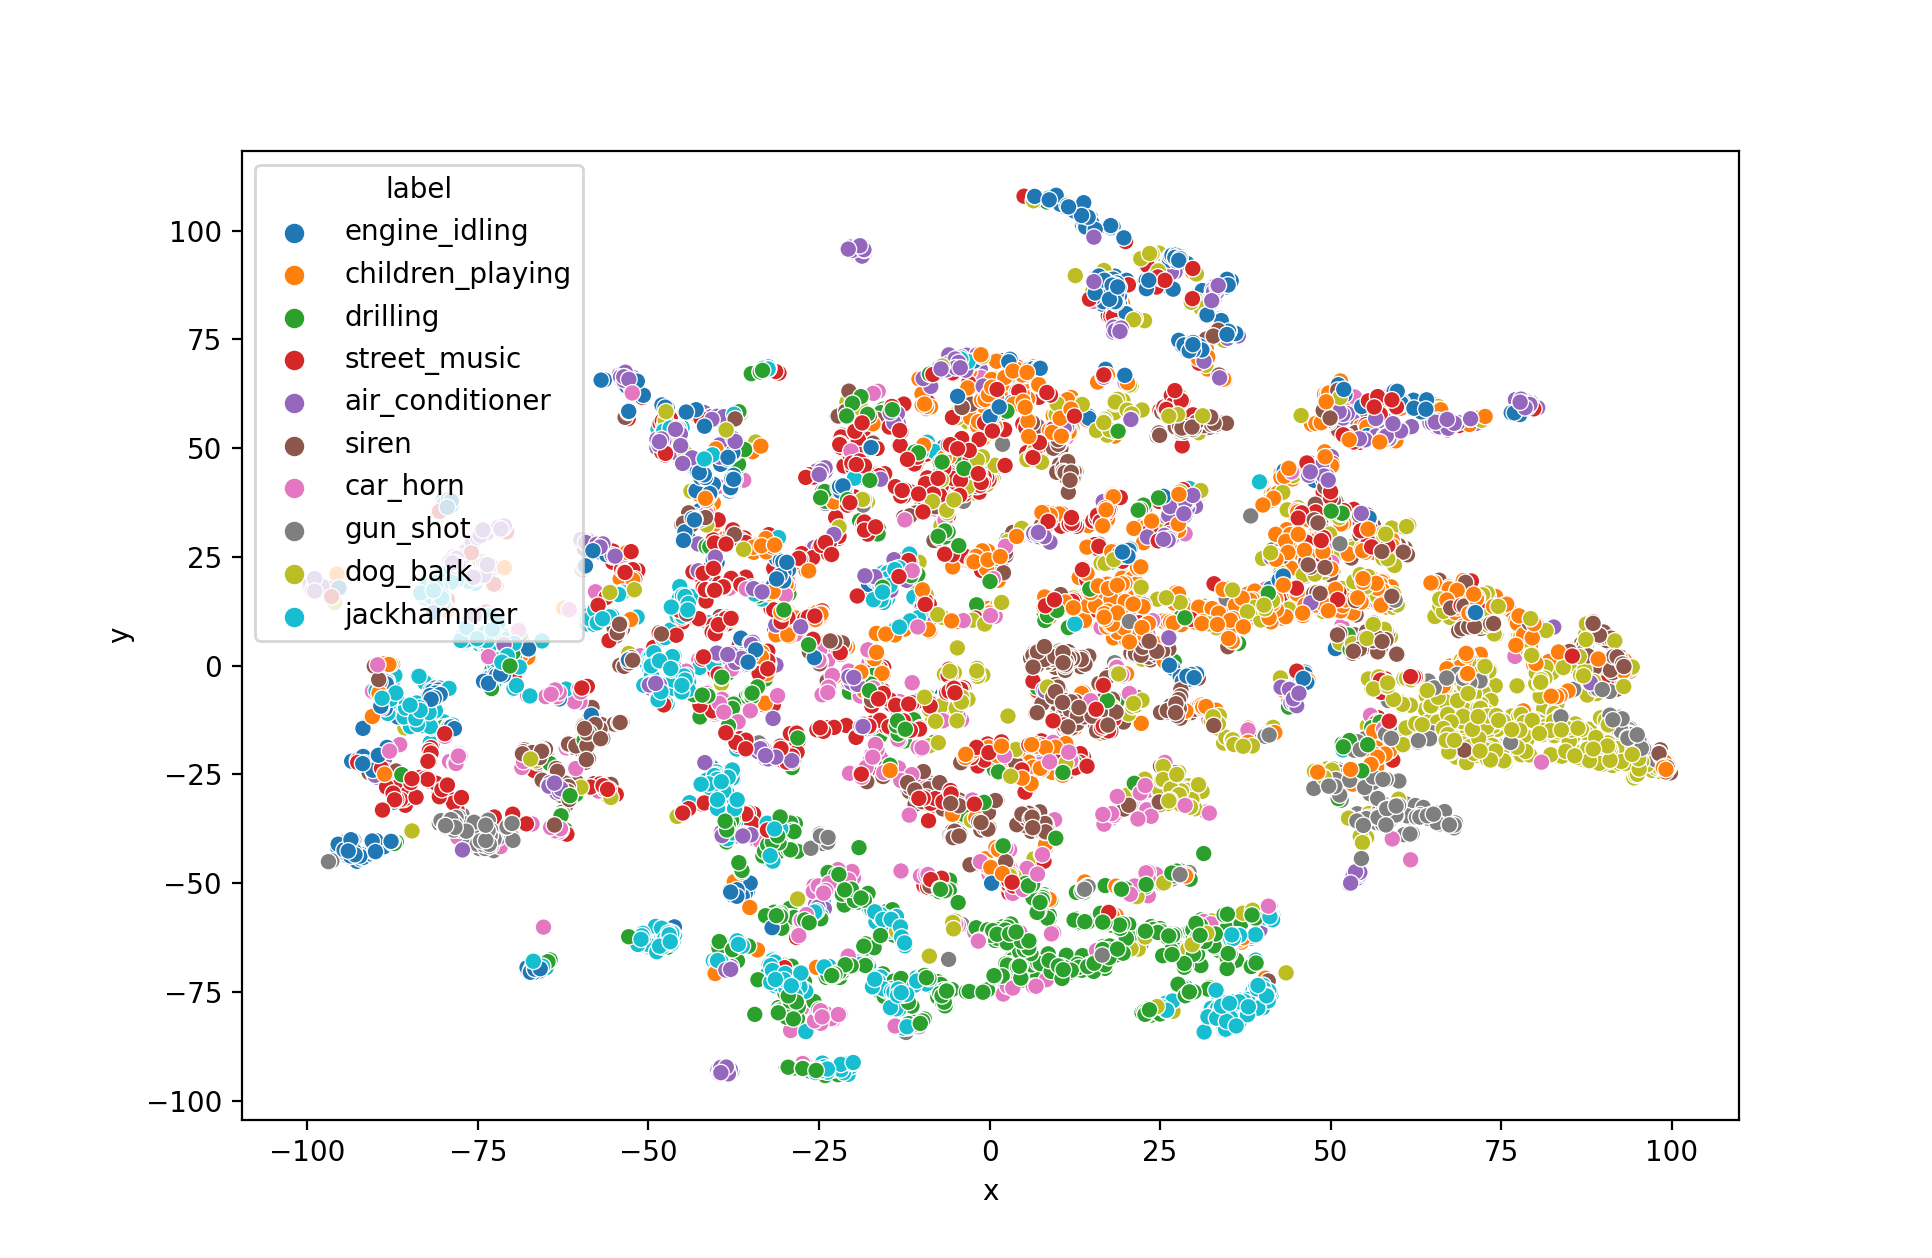 label
engine_idling
children_playing
drilling
street_music
air_conditioner
siren
car_horn
gun_shot
dog_bark
jackhammer
100
75
50
25
0
−25
−50
−75
−100
y
−100 −75 −50 −25 0 25 50 75 100
x